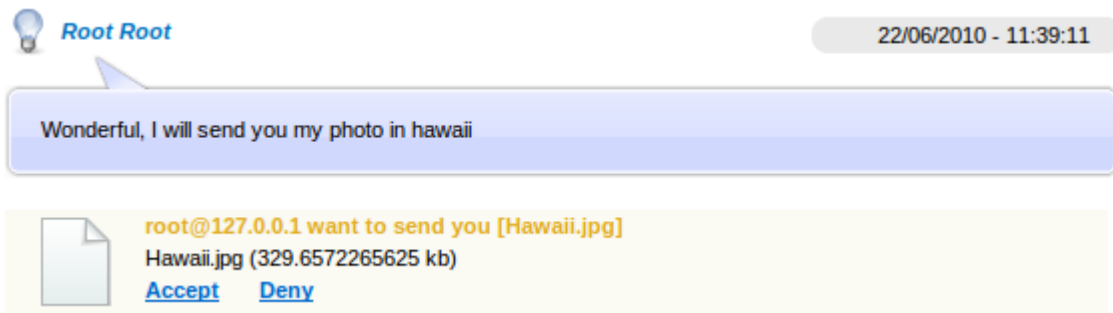 Root Root
22/06/2010 - 11:39:11
Wonderful, I will send you my photo in hawaii
root@127.0.0.1 want to send you [Hawaii.jpg]
Hawaii.jpg (329.6572265625 kb)
Accept Deny